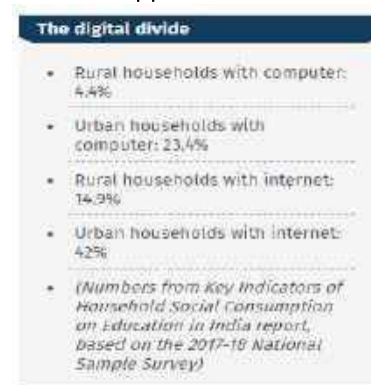 The digital divide
• Rural households with computer:
4.4%
• Urban households with
computer: 23.4%
• Rural households with internet:
14.9%
• Urban households with internet:
42%
• (Numbers from Key Indicators of
Household Social Consumption
on Education in India report,
based on the 2017-18 National
Sample Survey)